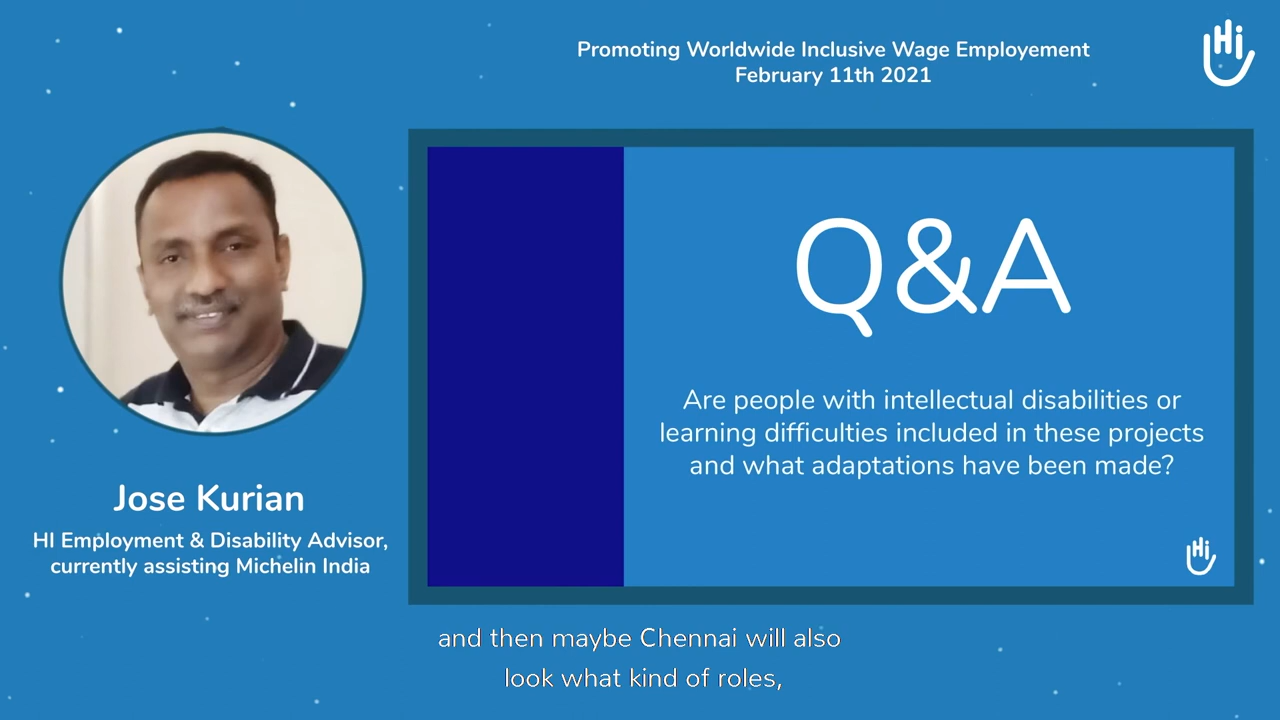 Promoting Worldwide Inclusive Wage Employement
February 11th 2021
Hi
Q&A
Are people with intellectual disabilities or
learning difficulties included in these projects
and what adaptations have been made?
Hi
Jose Kurian
HI Employment & Disability Advisor,
currently assisting Michelin India
and then maybe Chennai will also
look what kind of roles,